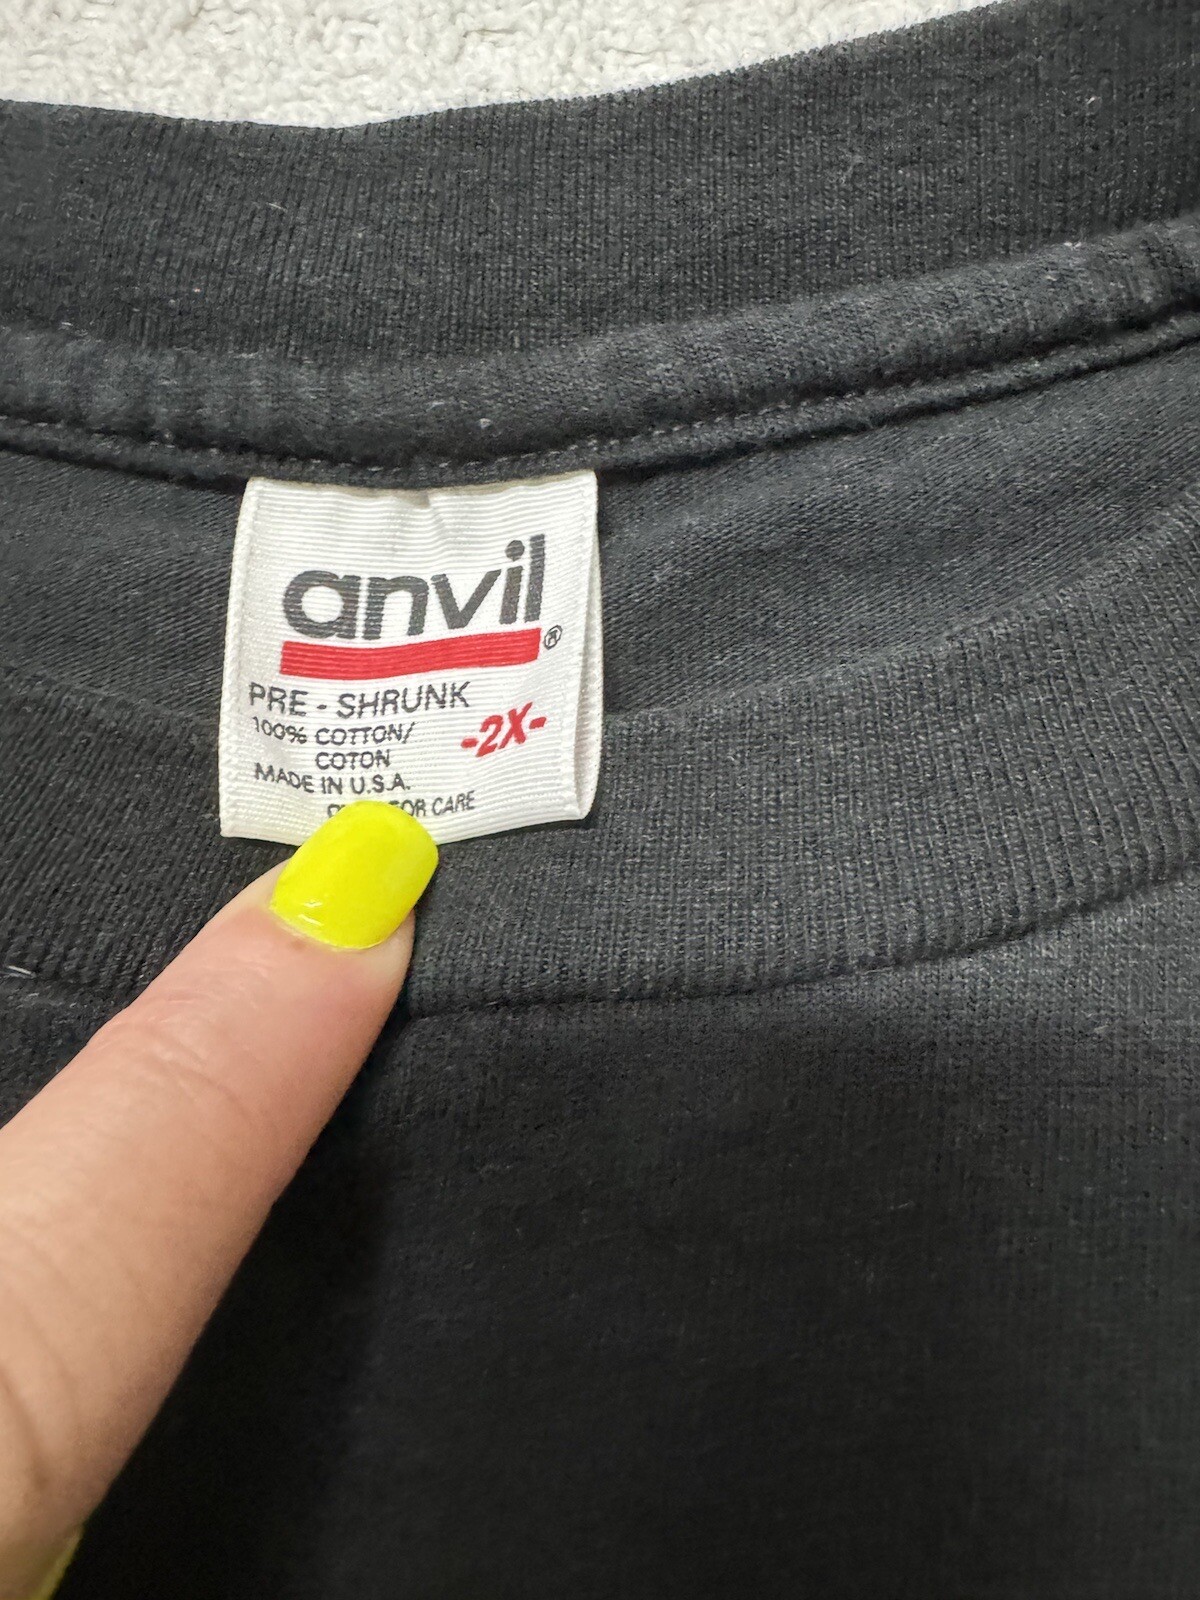 anvil®
PRE - SHRUNK
100% COTTON/
COTON
-2X-
MADE IN U.S.A.
FOR CARE